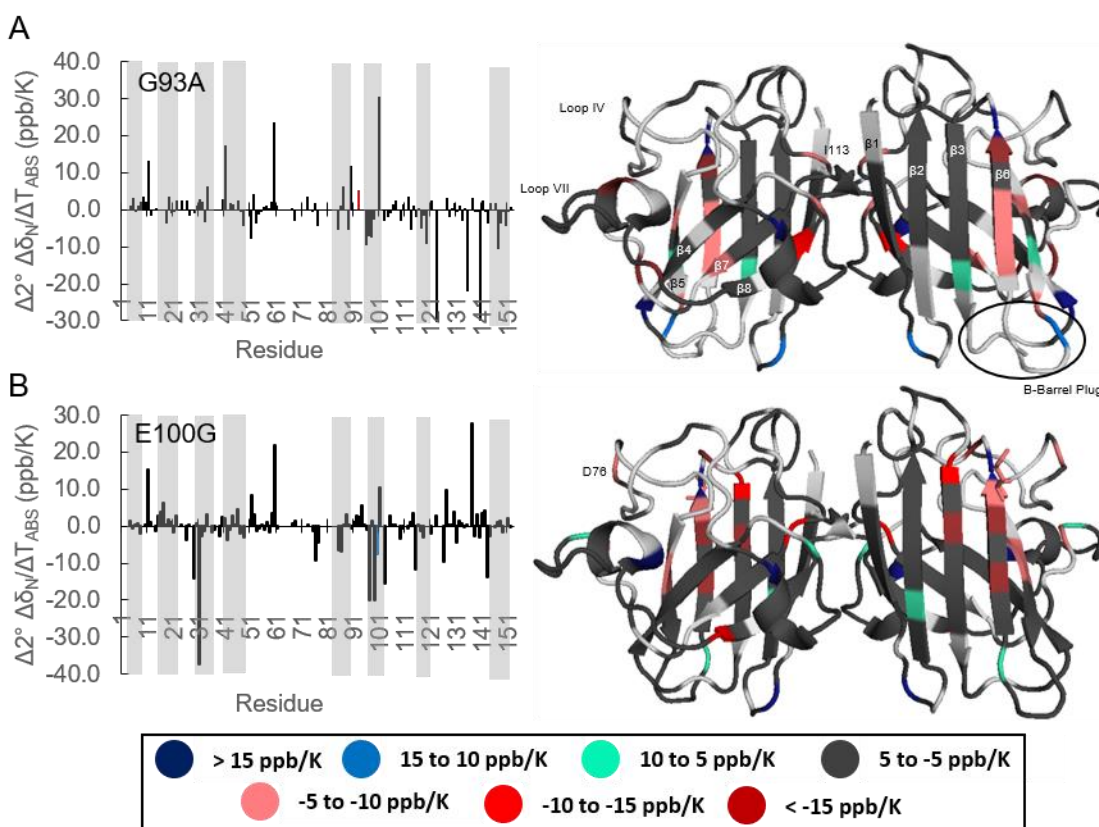 A
Δ2° ΔδN/ΔTABS (ppb/K)
40.0
30.0
20.0
10.0
0.0
-10.0
-20.0
-30.0
G93A
1
11
21
31
41
51
61
71
81
91
101
111
121
131
141
151
Residue
Loop IV
Loop VII
I113
β1
β2
β3
β6
β4
β5
β7
β8
B-Barrel Plug
B
Δ2° ΔδN/ΔTABS (ppb/K)
30.0
20.0
10.0
0.0
-10.0
-20.0
-30.0
-40.0
E100G
1
11
21
31
41
51
61
71
81
91
101
111
121
131
141
151
Residue
D76
> 15 ppb/K
15 to 10 ppb/K
10 to 5 ppb/K
5 to -5 ppb/K
-5 to -10 ppb/K
-10 to -15 ppb/K
< -15 ppb/K